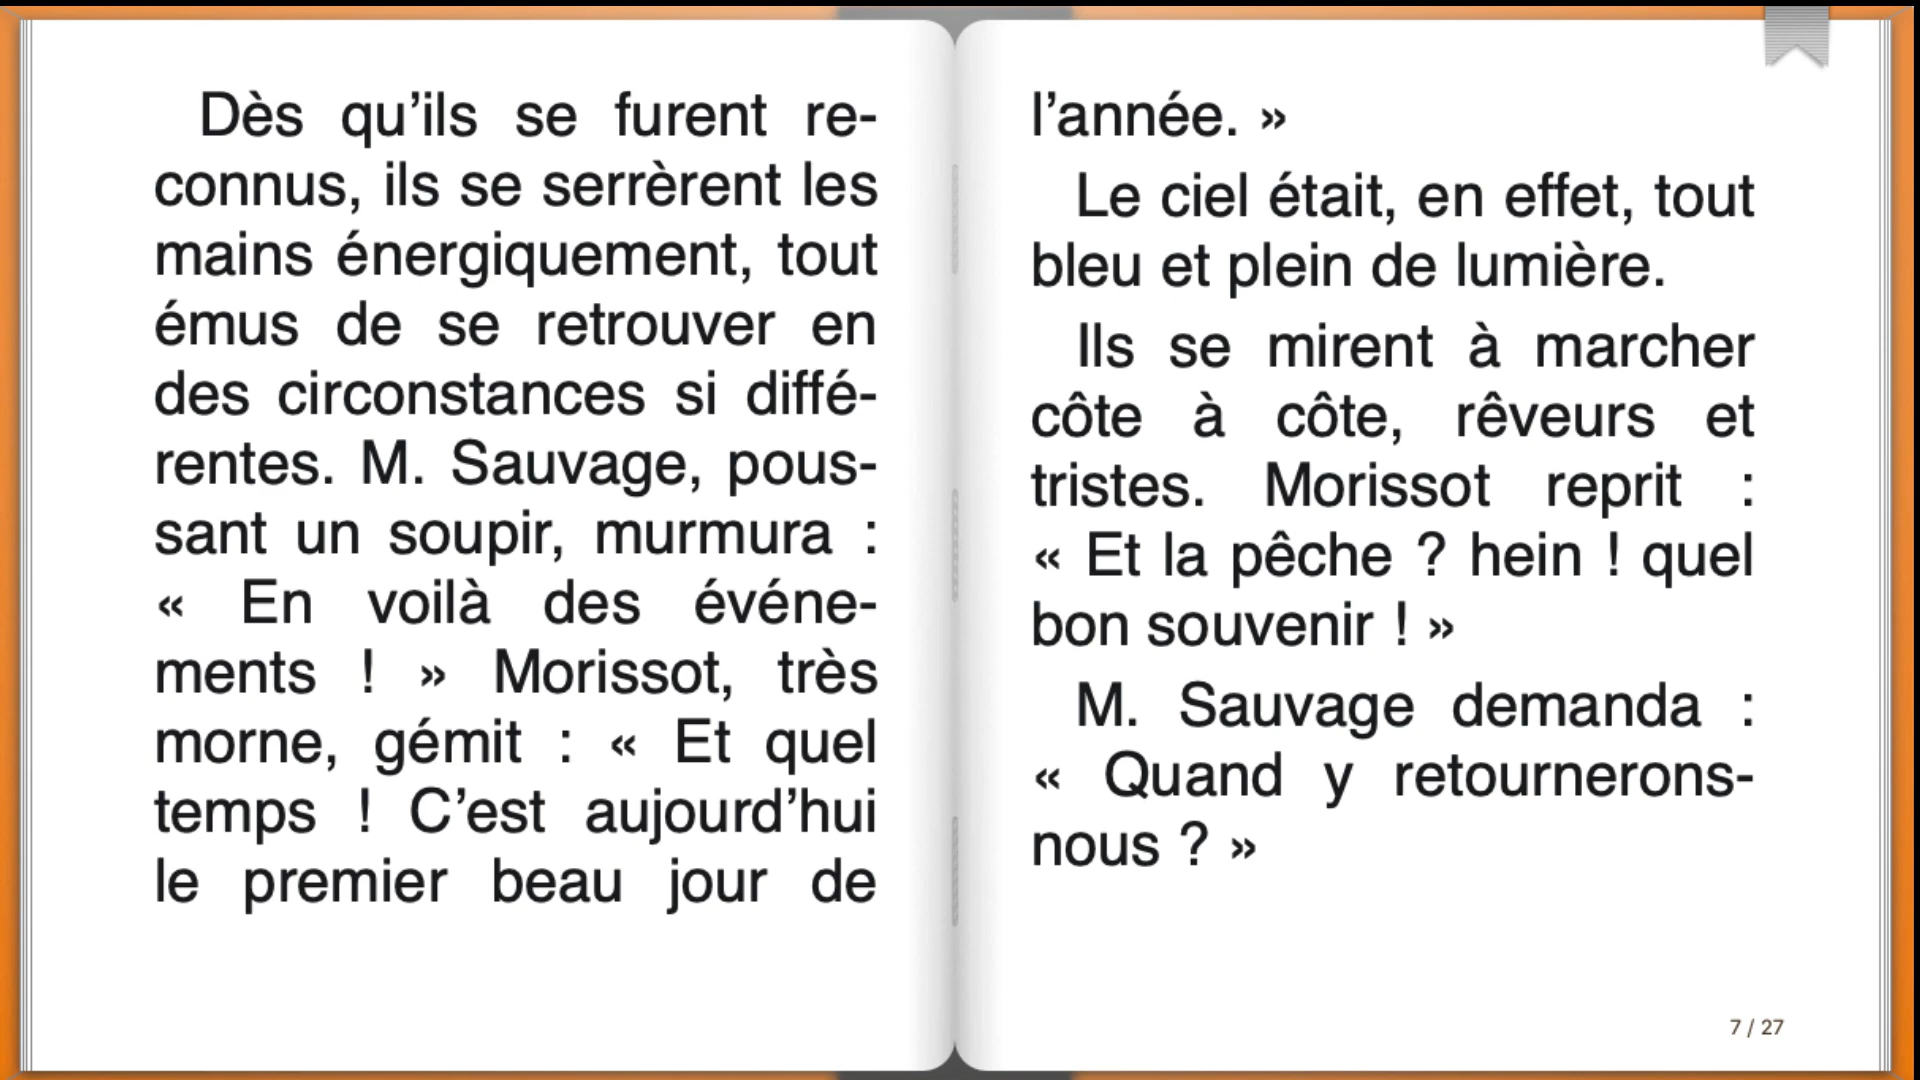 Dès qu’ils se furent re-
connus, ils se serrèrent les
mains énergiquement, tout
émus de se retrouver en
des circonstances si diffé-
rentes. M. Sauvage, pous-
sant un soupir, murmura :
« En voilà des événe-
ments ! » Morissot, très
morne, gémit : « Et quel
temps ! C’est aujourd’hui
le premier beau jour de
l’année. »
Le ciel était, en effet, tout
bleu et plein de lumière.
Ils se mirent à marcher
côte à côte, rêveurs et
tristes. Morissot reprit :
« Et la pêche ? hein ! quel
bon souvenir ! »
M. Sauvage demanda :
« Quand y retournerons-
nous ? »
7 / 27